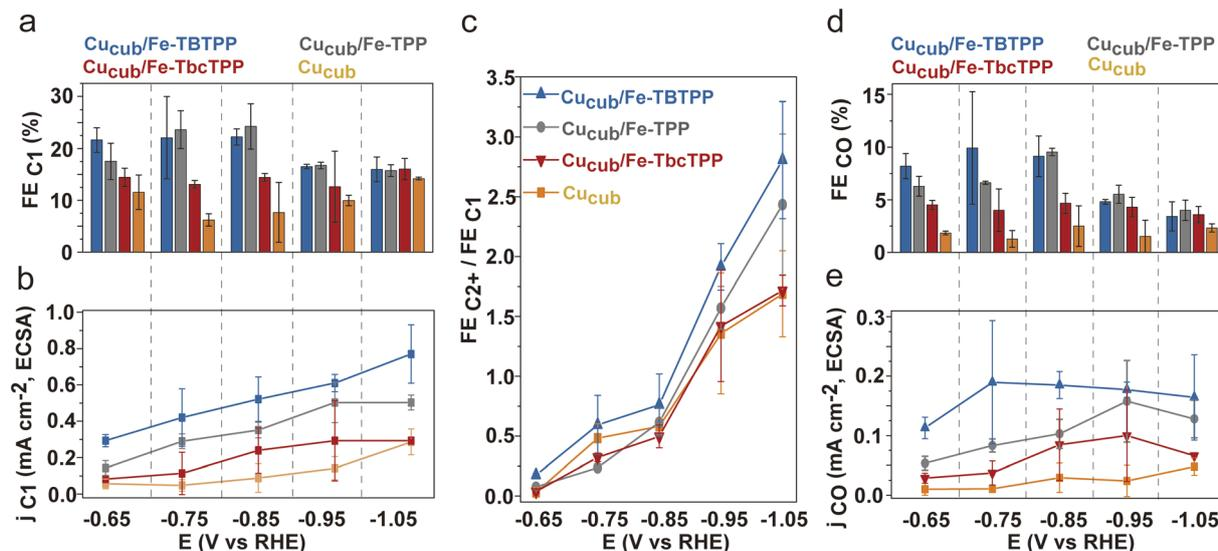 a
Cucub/Fe-TBTPP
Cucub/Fe-TPP
Cucub/Fe-TbcTPP
Cucub
FE C1 (%)
30
20
10
0
b
j C1 (mA cm-2, ECSA)
1.0
0.8
0.6
0.4
0.2
0.0
-0.65
-0.75
-0.85
-0.95
-1.05
E (V vs RHE)
c
FE C2+ / FE C1
3.5
3.0
2.5
2.0
1.5
1.0
0.5
0.0
Cucub/Fe-TBTPP
Cucub/Fe-TPP
Cucub/Fe-TbcTPP
Cucub
-0.65
-0.75
-0.85
-0.95
-1.05
E (V vs RHE)
d
Cucub/Fe-TBTPP
Cucub/Fe-TPP
Cucub/Fe-TbcTPP
Cucub
FE CO (%)
15
10
5
0
e
j CO (mA cm-2, ECSA)
0.3
0.2
0.1
0.0
-0.65
-0.75
-0.85
-0.95
-1.05
E (V vs RHE)